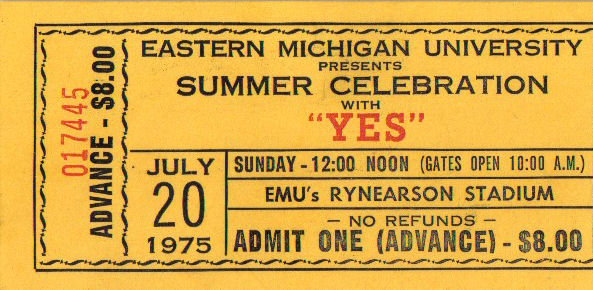 017445
ADVANCE - $8.00
EASTERN MICHIGAN UNIVERSITY
PRESENTS
SUMMER CELEBRATION
WITH
"YES"
JULY
20
1975
SUNDAY - 12:00 NOON (GATES OPEN 10:00 A.M.)
EMU's RYNEARSON STADIUM
— NO REFUNDS —
ADMIT ONE (ADVANCE) - $8.00